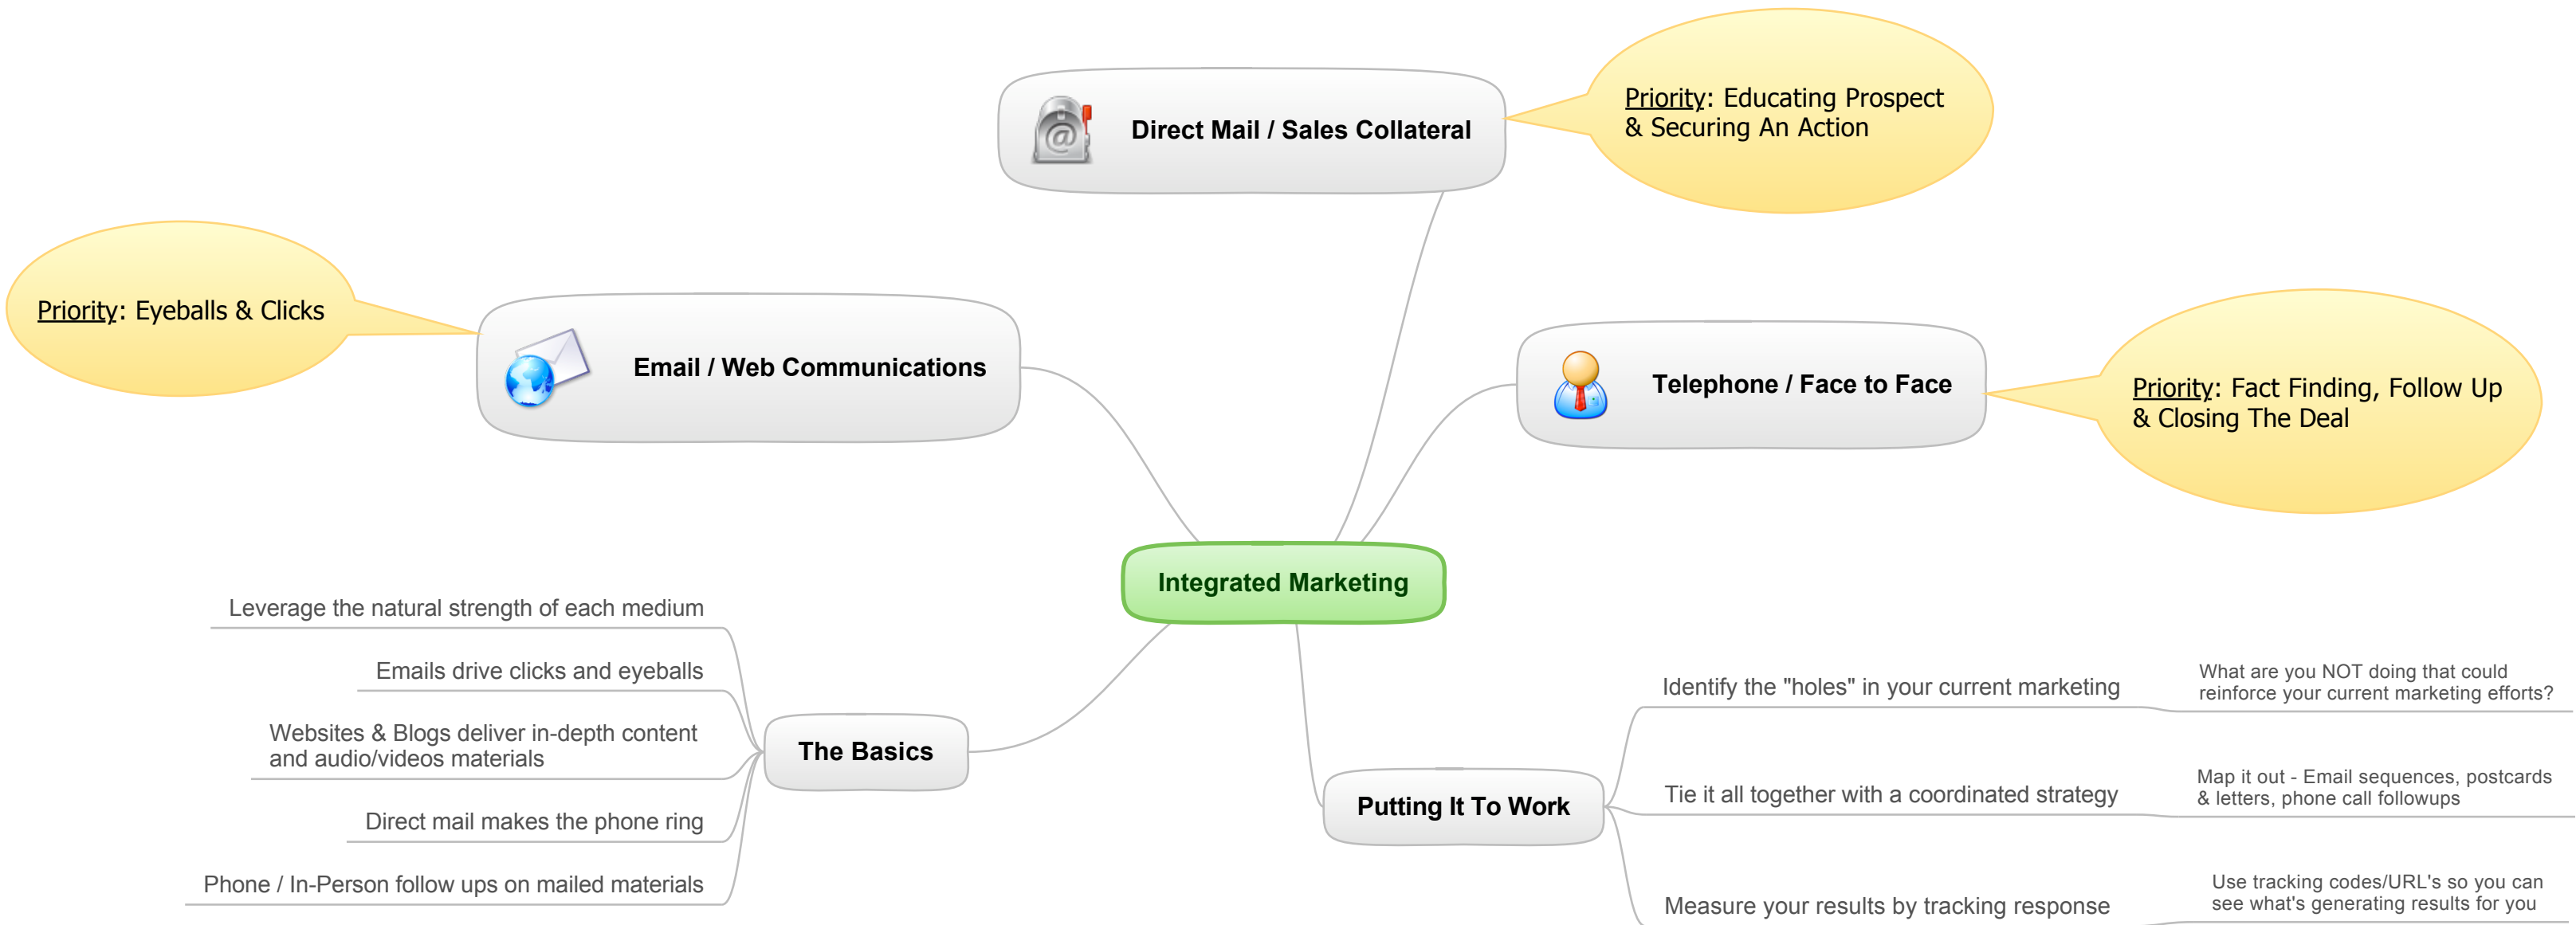 Direct Mail / Sales Collateral
Priority: Educating Prospect
& Securing An Action
Priority: Eyeballs & Clicks
Email / Web Communications
Telephone / Face to Face
Priority: Fact Finding, Follow Up
& Closing The Deal
Integrated Marketing
The Basics
Leverage the natural strength of each medium
Emails drive clicks and eyeballs
Websites & Blogs deliver in-depth content
and audio/videos materials
Direct mail makes the phone ring
Phone / In-Person follow ups on mailed materials
Putting It To Work
Identify the "holes" in your current marketing
What are you NOT doing that could
reinforce your current marketing efforts?
Tie it all together with a coordinated strategy
Map it out - Email sequences, postcards
& letters, phone call followups
Measure your results by tracking response
Use tracking codes/URL's so you can
see what's generating results for you